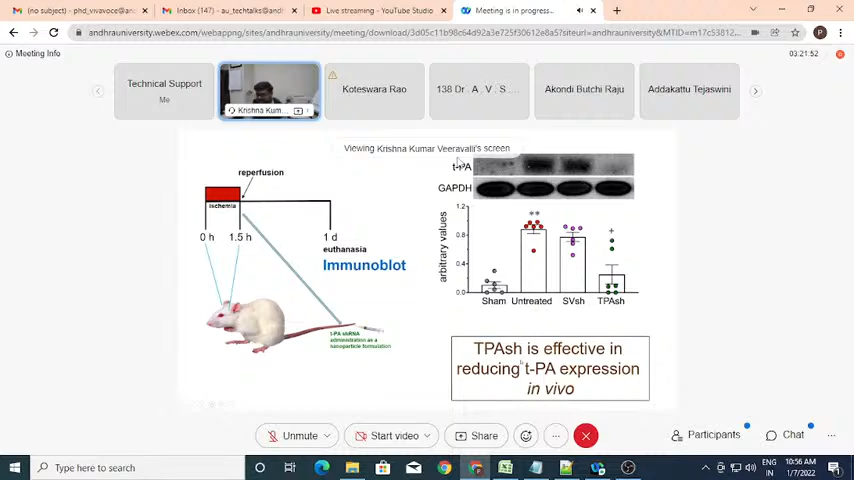 (no subject) - phd_vivavoce@and
Inbox (147) - au_techtalks@andh
Live streaming - YouTube Studio
Meeting is in progress...
andhrauniversity.webex.com/webappng/sites/andhrauniversity/meeting/download/3d05c11b98c64d92a3e725f30612e8a5?siteurl=andhrauniversity&MTID=m17c53812...
Meeting Info
03:21:52
Technical Support
Me
Krishna Kum...
Koteswara Rao
138 Dr . A . V . S ....
Akondi Butchi Raju
Addakattu Tejaswini
Viewing Krishna Kumar Veeravalli's screen
reperfusion
ischemia
0 h
1.5 h
1 d
euthanasia
Immunoblot
t-PA shRNA
administration as a
nanoparticle formulation
t-PA
GAPDH
arbitrary values
1.2
0.8
0.4
0.0
**
+
Sham
Untreated
SVsh
TPAsh
TPAsh is effective in
reducing t-PA expression
in vivo
Unmute
Start video
Share
Participants
Chat
Type here to search
ENG
IN
10:56 AM
1/7/2022